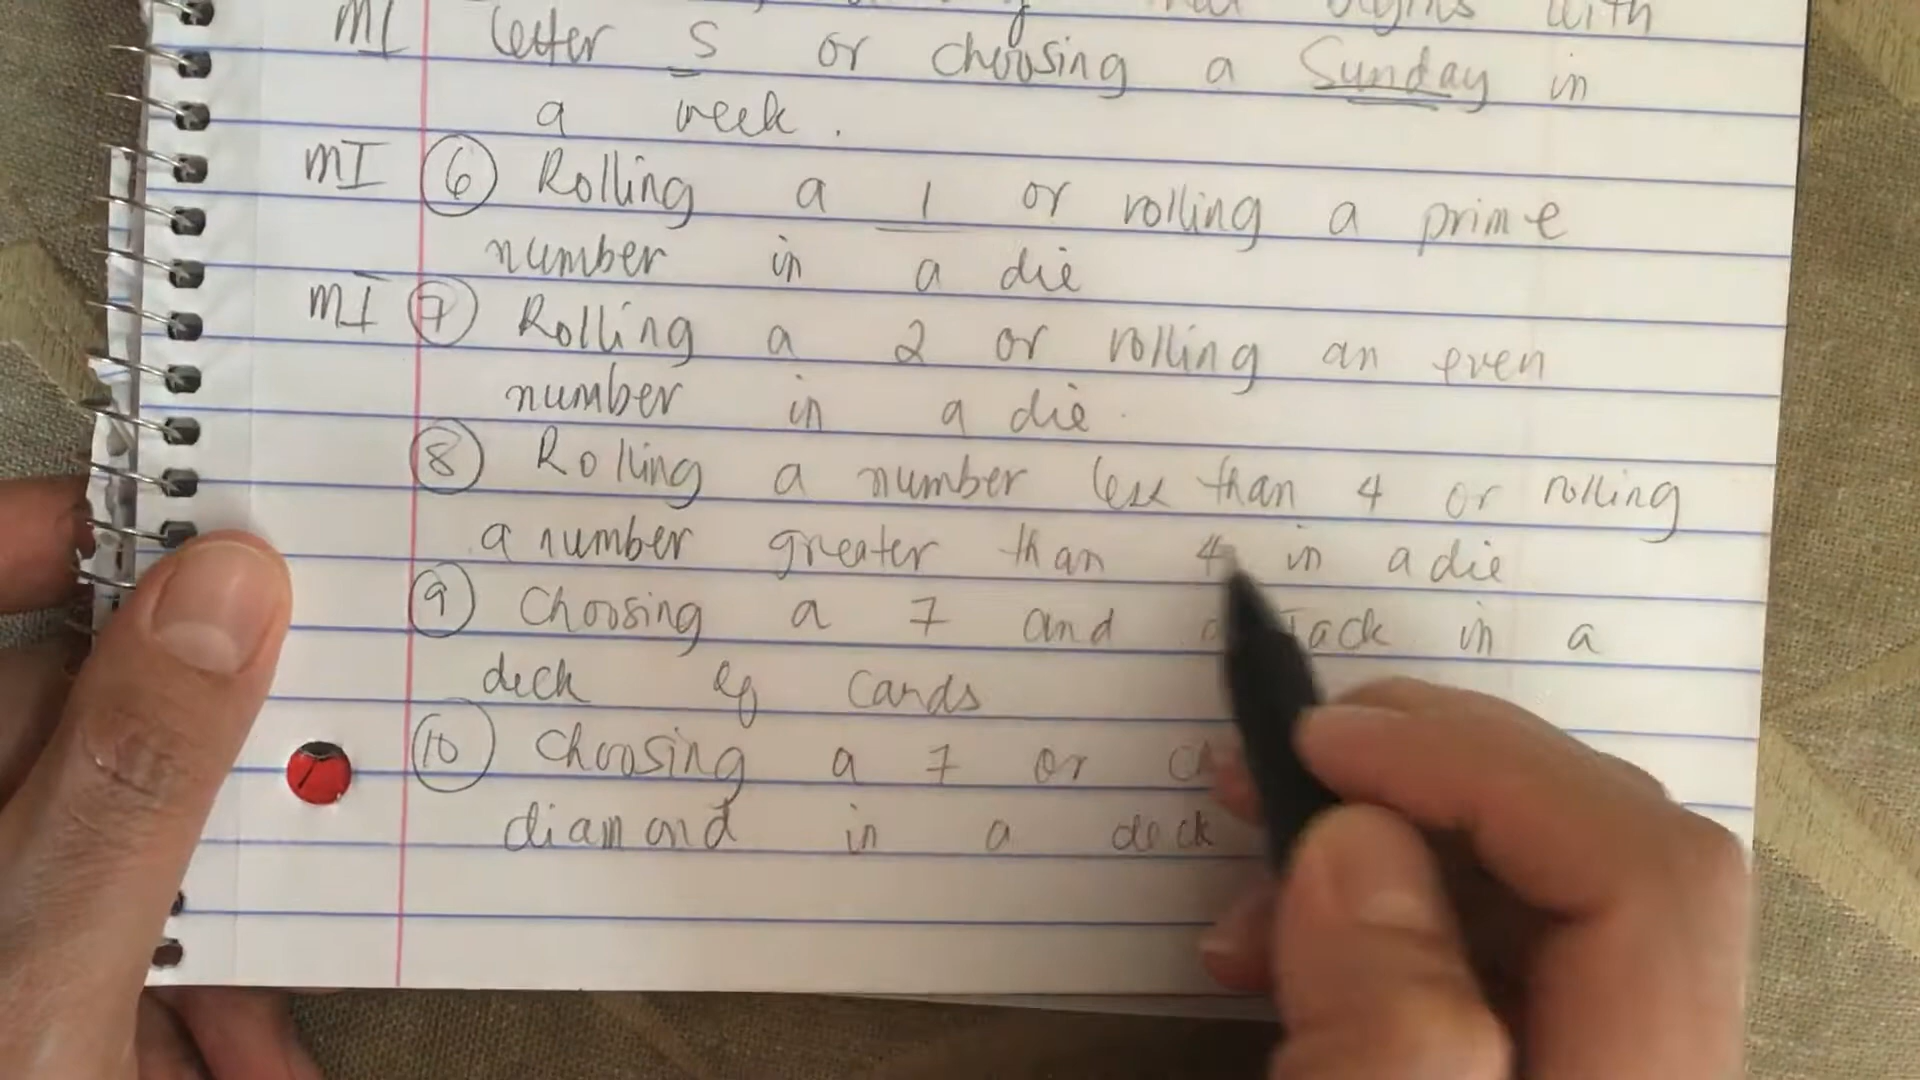 with
MI letter S or choosing a Sunday in
a week.
MI 6 Rolling a 1 or rolling a prime
number in a die
MI 7 Rolling a 2 or rolling an even
number in a die.
8 Rolling a number less than 4 or rolling
a number greater than 4 in a die
9 Choosing a 7 and a Jack in a
deck of cards
10 Choosing a 7 or
diamond in a deck